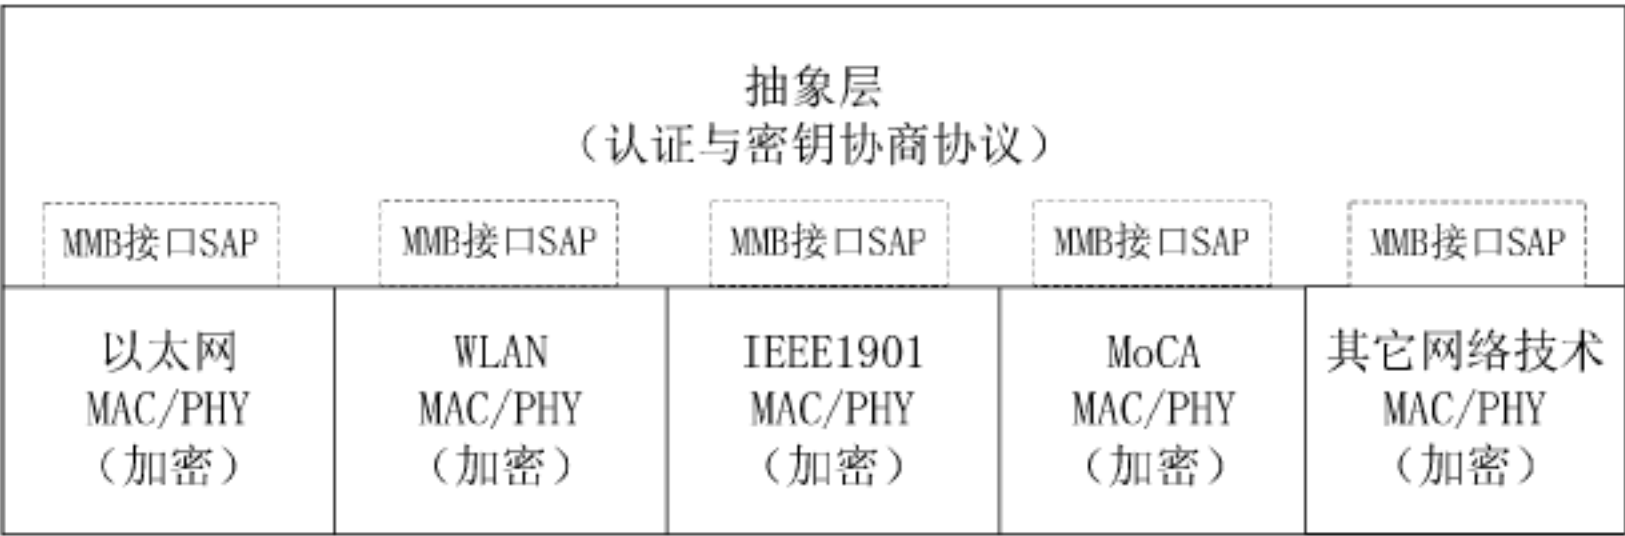 抽象层
（认证与密钥协商协议）
MMB接口SAP
MMB接口SAP
MMB接口SAP
MMB接口SAP
MMB接口SAP
以太网
MAC/PHY
（加密）
WLAN
MAC/PHY
（加密）
IEEE1901
MAC/PHY
（加密）
MoCA
MAC/PHY
（加密）
其它网络技术
MAC/PHY
（加密）